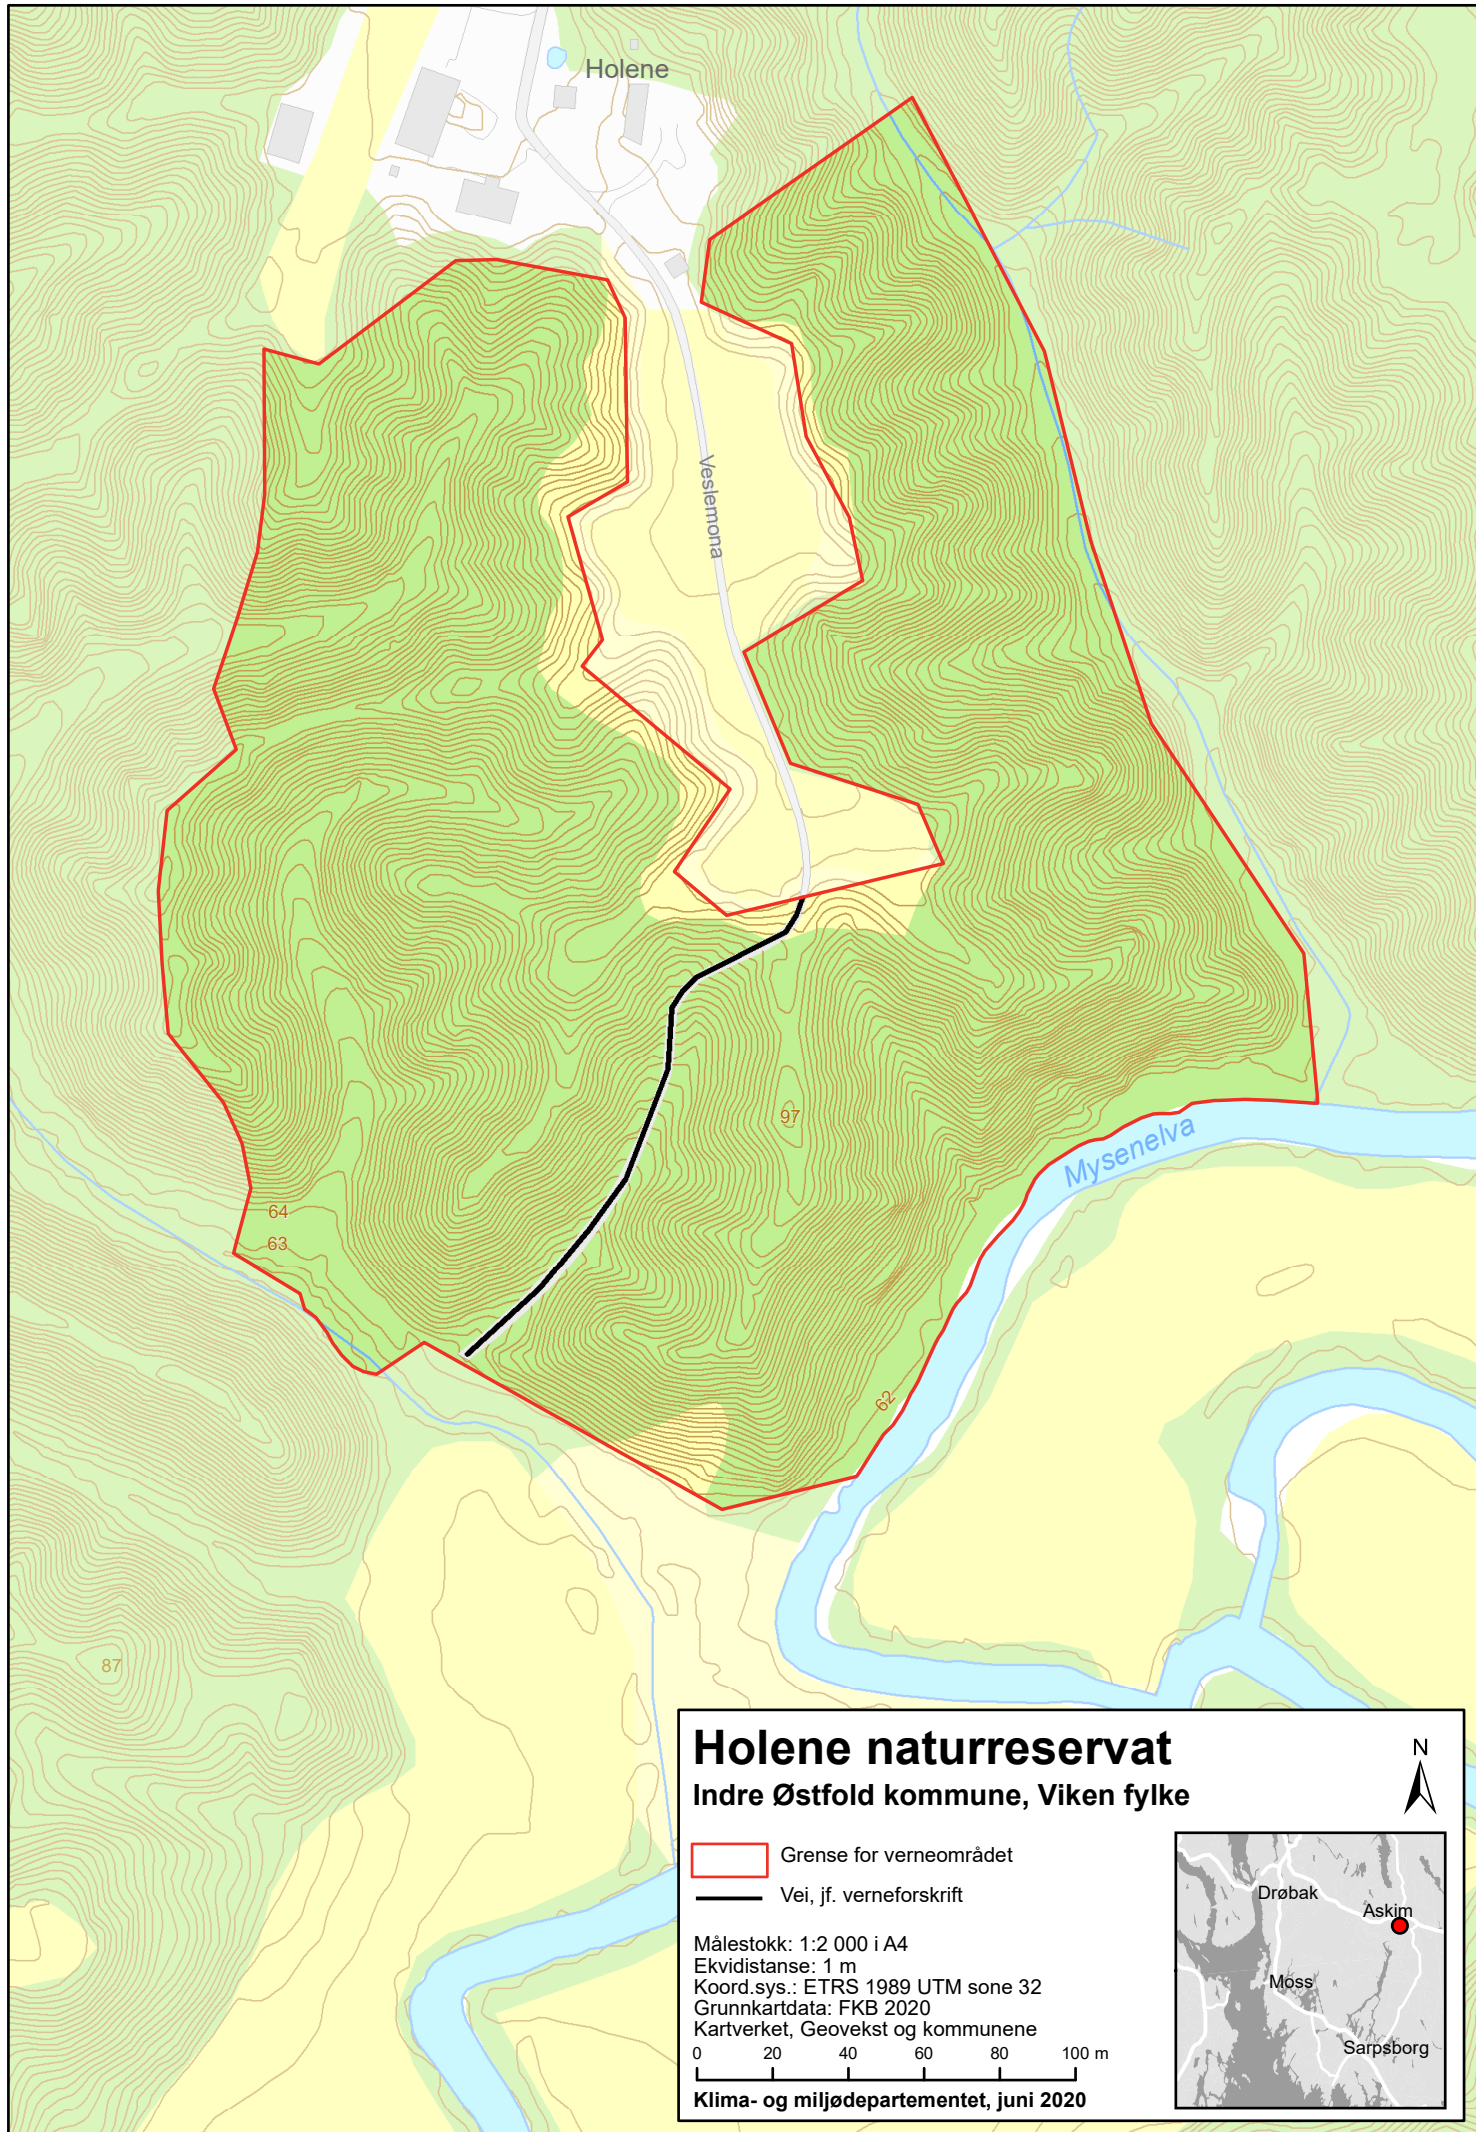 Holene
Veslemona
97
Mysenelva
64
63
62
87
Holene naturreservat
Indre Østfold kommune, Viken fylke
N
Grense for verneområdet
Vei, jf. verneforskrift
Målestokk: 1:2 000 i A4
Ekvidistanse: 1 m
Koord.sys.: ETRS 1989 UTM sone 32
Grunnkartdata: FKB 2020
Kartverket, Geovekst og kommunene
0 20 40 60 80 100 m
Klima- og miljødepartementet, juni 2020
Drøbak
Askim
Moss
Sarpsborg